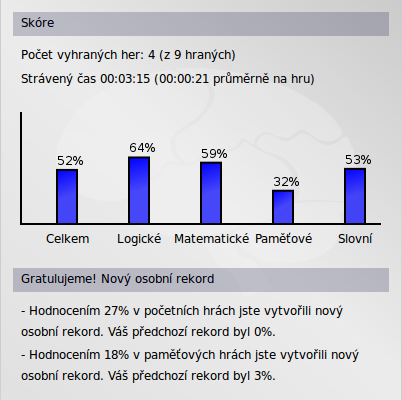 Skóre
Počet vyhraných her: 4 (z 9 hraných)
Strávený čas 00:03:15 (00:00:21 průměrně na hru)
52%
64%
59%
32%
53%
Celkem
Logické
Matematické
Paměťové
Slovní
Gratulujeme! Nový osobní rekord
- Hodnocením 27% v početních hrách jste vytvořili nový
osobní rekord. Váš předchozí rekord byl 0%.
- Hodnocením 18% v paměťových hrách jste vytvořili nový
osobní rekord. Váš předchozí rekord byl 3%.